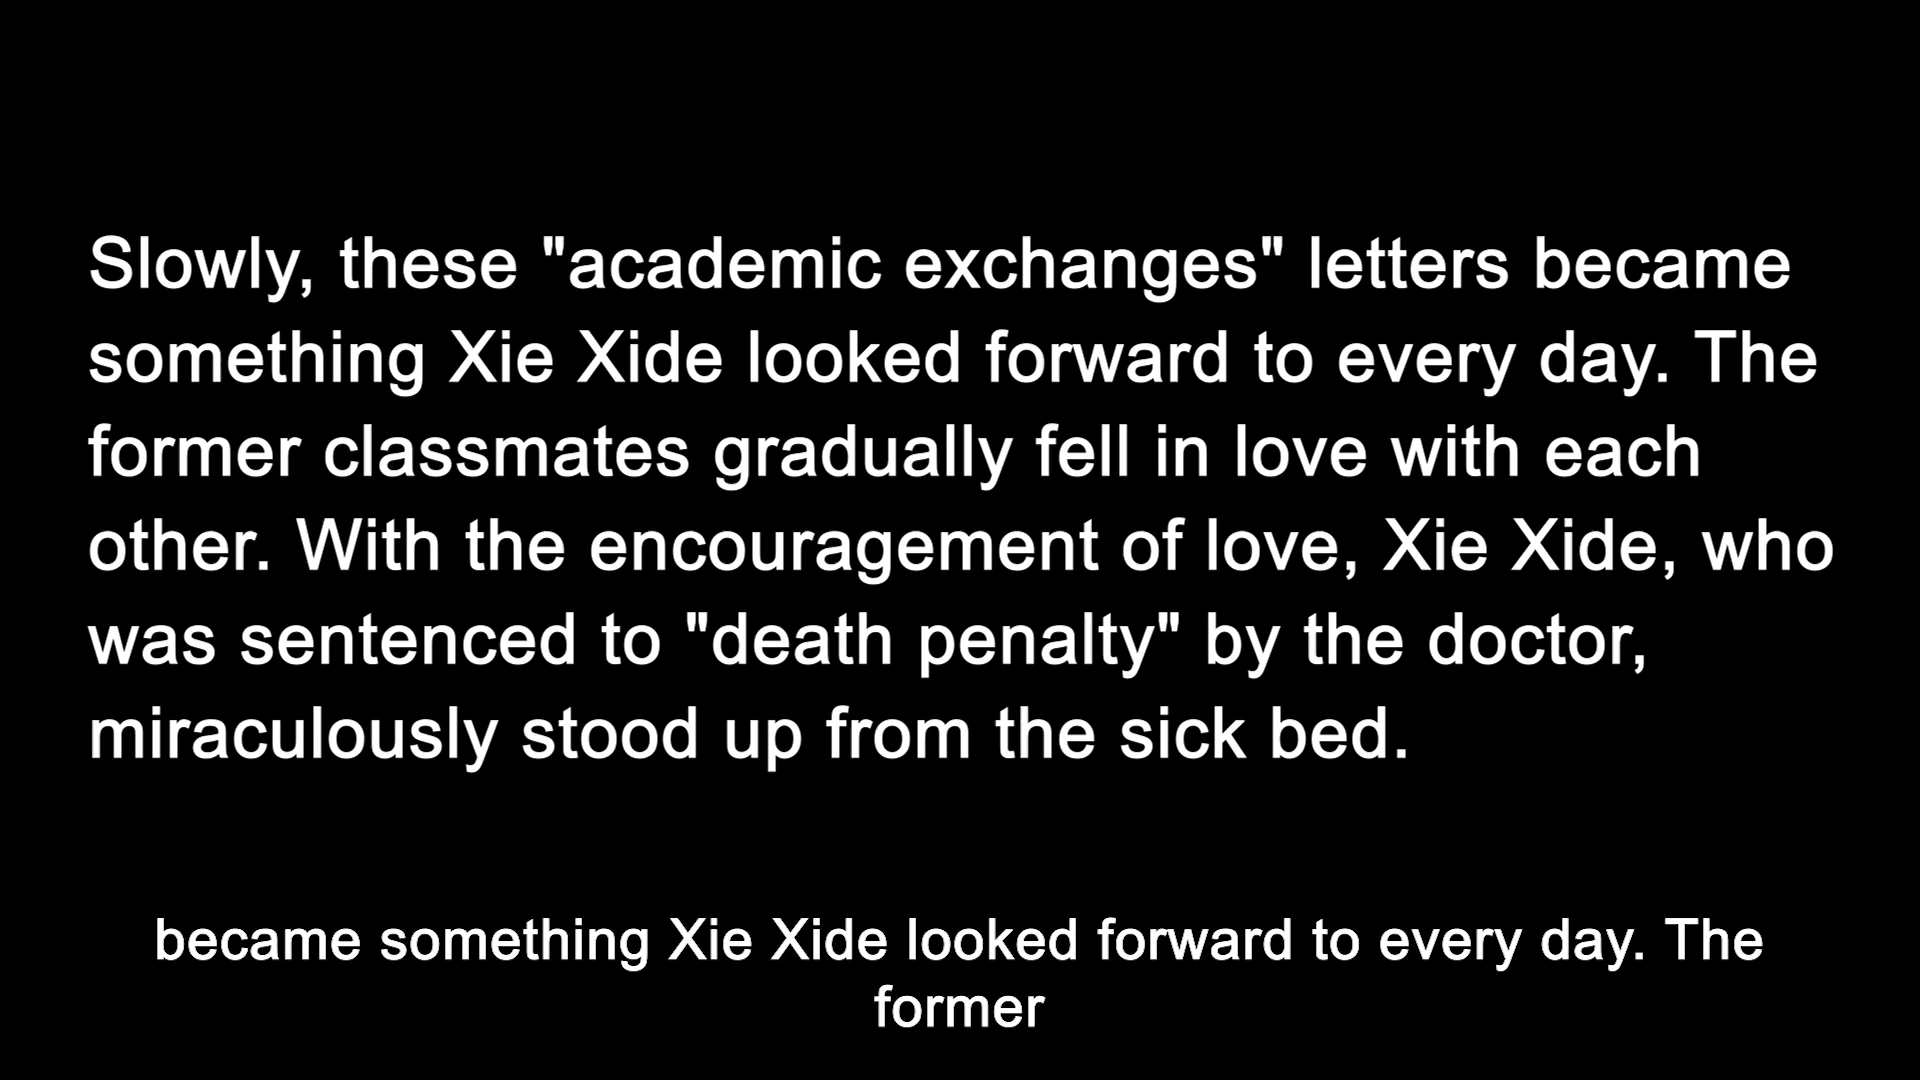 Slowly, these "academic exchanges" letters became
something Xie Xide looked forward to every day. The
former classmates gradually fell in love with each
other. With the encouragement of love, Xie Xide, who
was sentenced to "death penalty" by the doctor,
miraculously stood up from the sick bed.
became something Xie Xide looked forward to every day. The
former